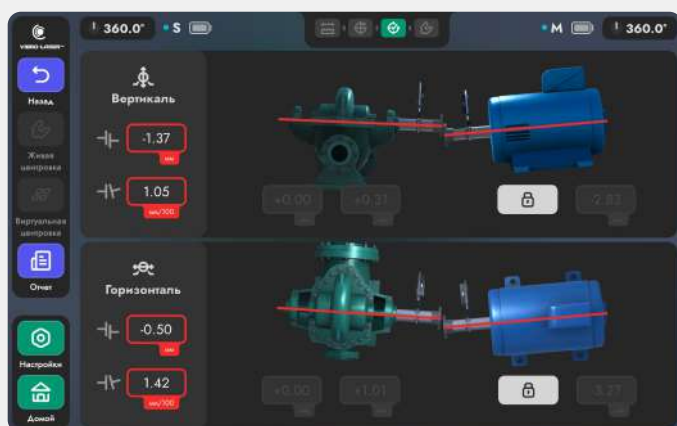 VIBRO LASER™
360.0°
S
M
360.0°
Назад
Живая
центровка
Виртуальная
центровка
Отчет
Настройки
Домой
Вертикаль
-1.37
мм
1.05
мм/100
+0.00
+0.31
-2.83
Горизонталь
-0.50
мм
1.42
мм/100
+0.00
+1.01
-3.27